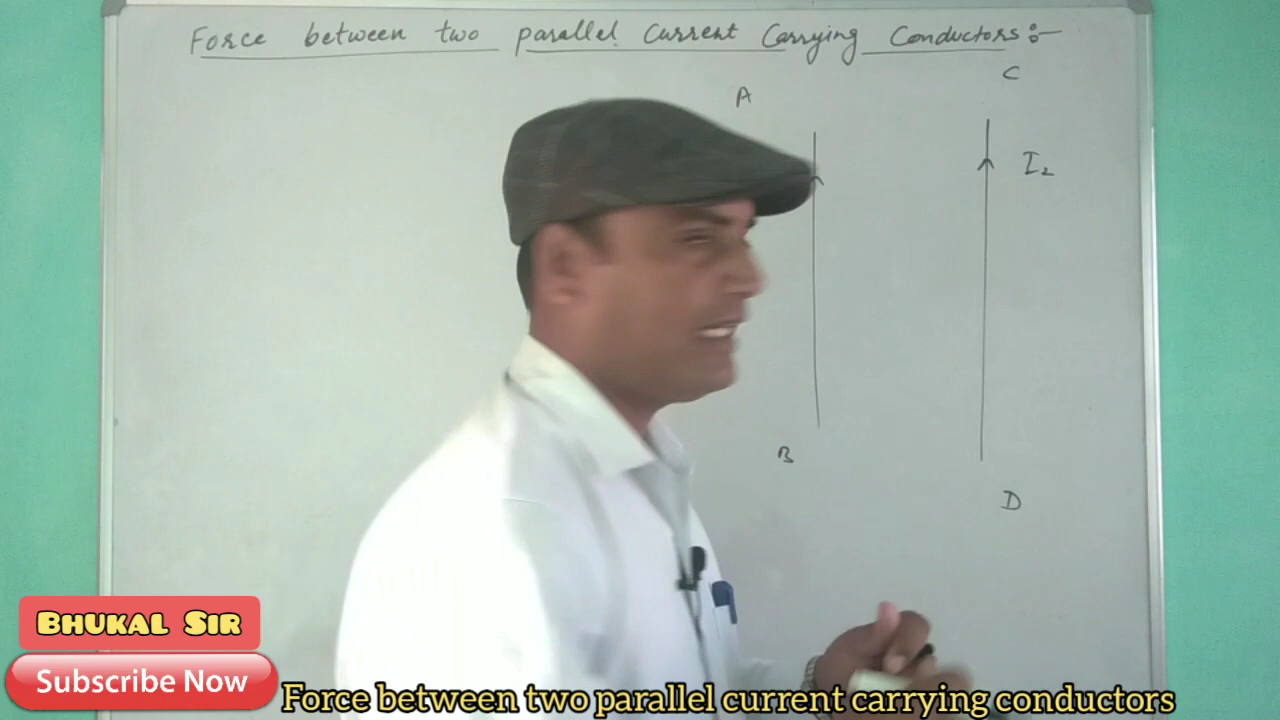 Force between two parallel Current Carrying Conductors :-
C
A
I₂
B
D
BHUKAL SIR
Subscribe Now
Force between two parallel current carrying conductors